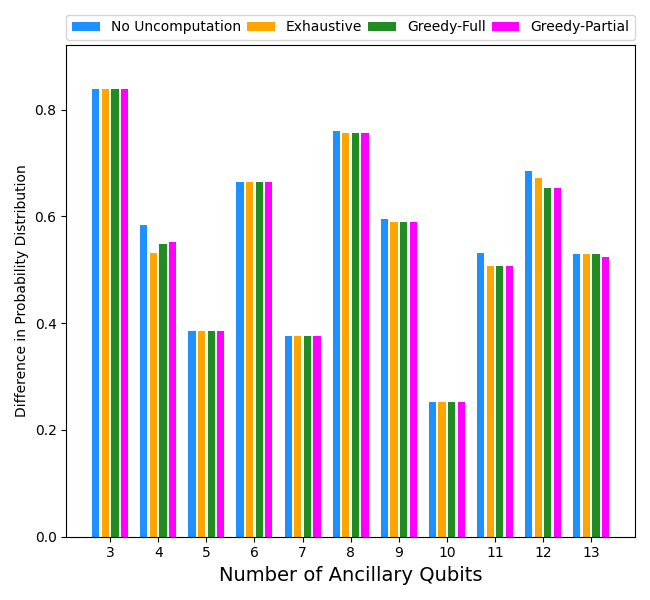 No Uncomputation Exhaustive Greedy-Full Greedy-Partial
Difference in Probability Distribution
0.8
0.6
0.4
0.2
0.0
3 4 5 6 7 8 9 10 11 12 13
Number of Ancillary Qubits